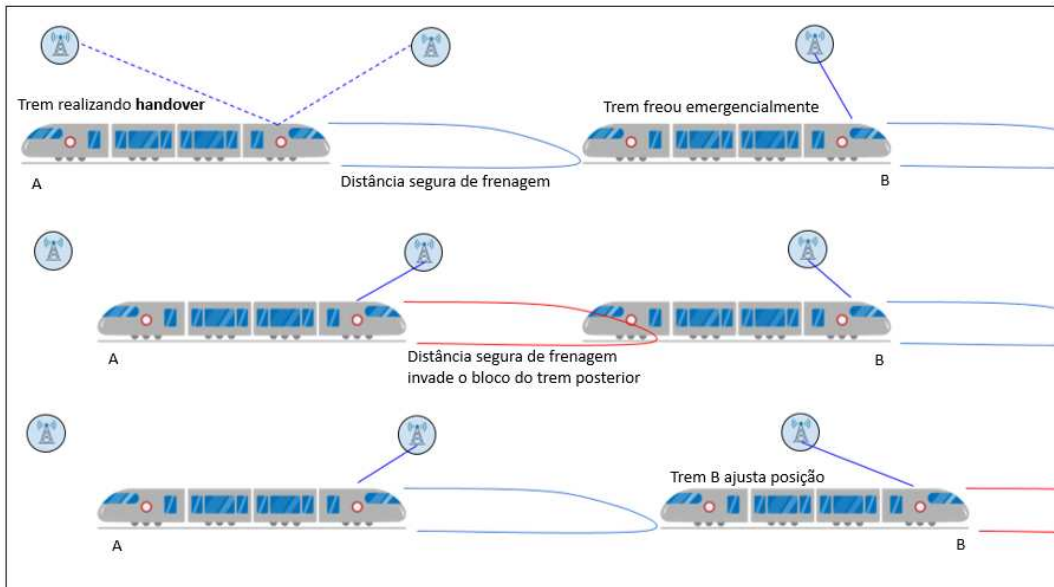 Trem realizando handover
Trem freou emergencialmente
Distância segura de frenagem
A
B
Distância segura de frenagem
invade o bloco do trem posterior
A
B
Trem B ajusta posição
A
B